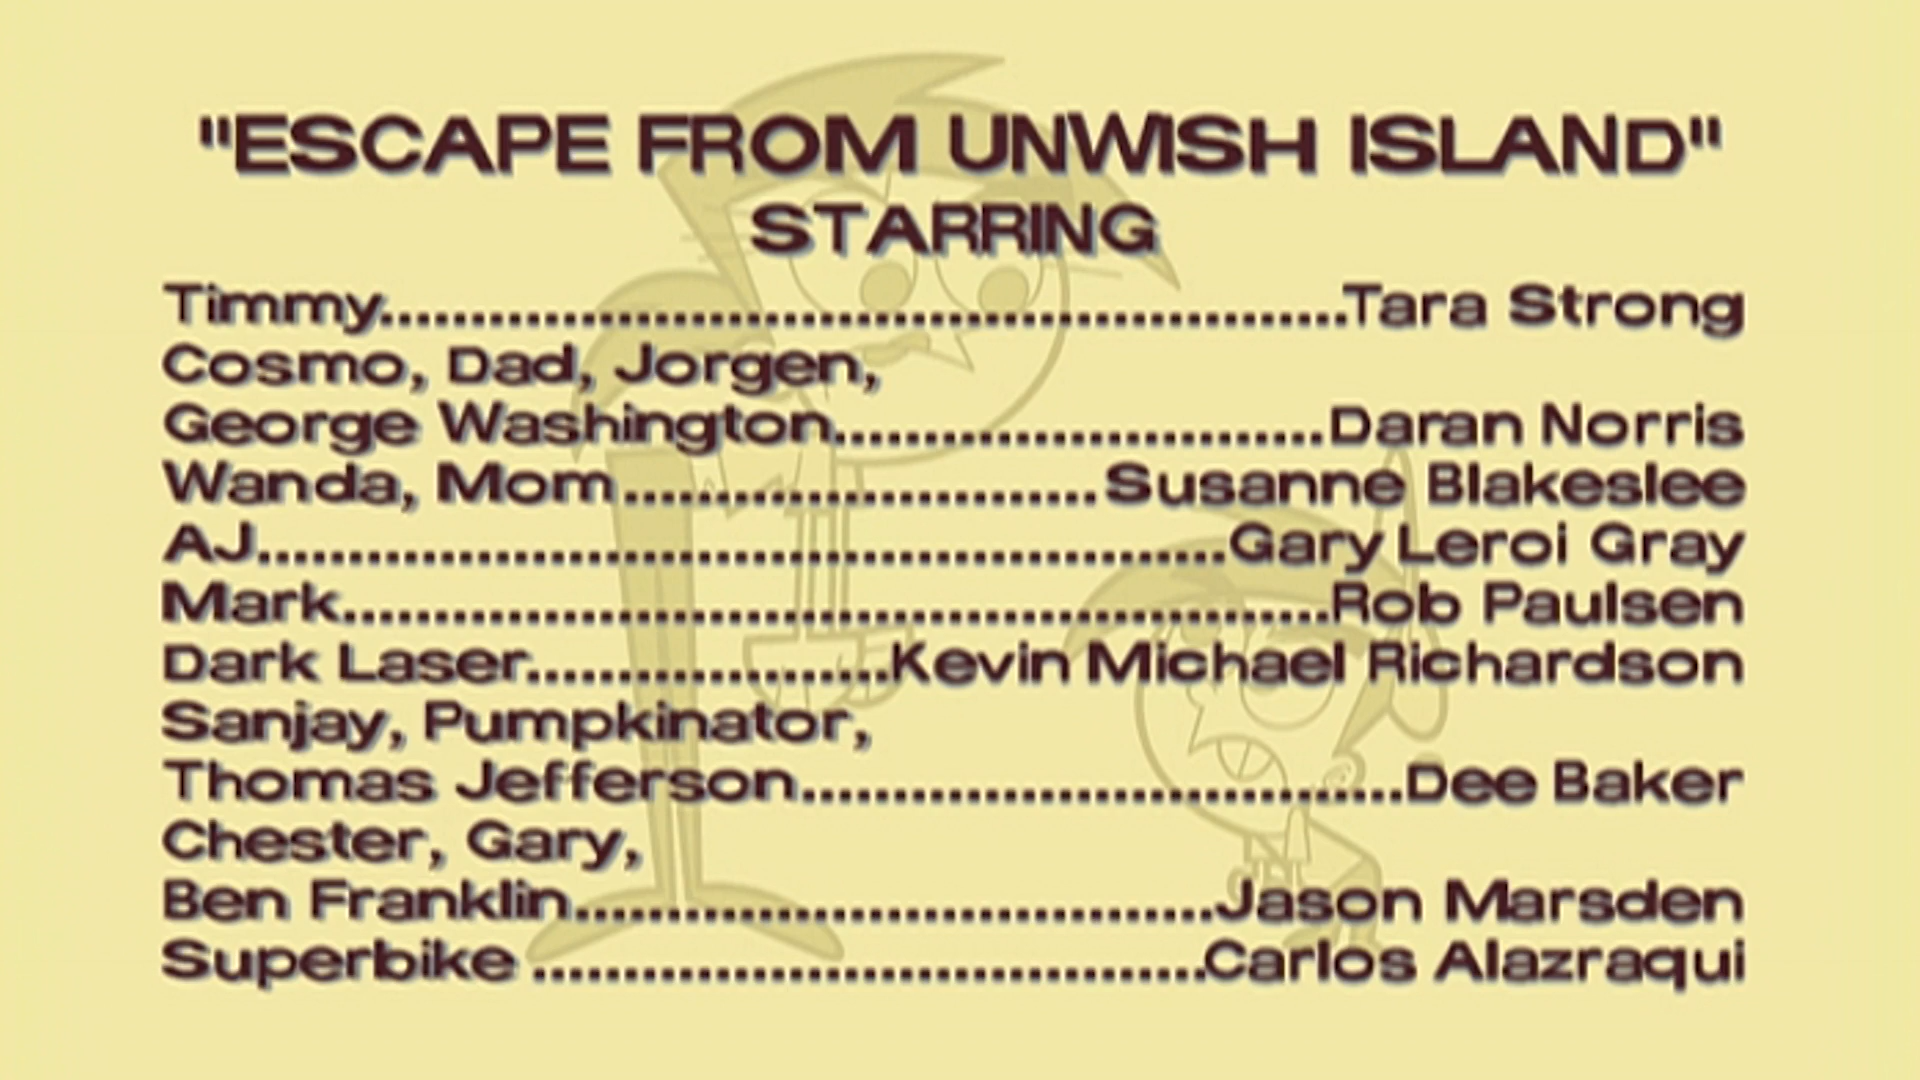 "ESCAPE FROM UNWISH ISLAND"
STARRING
Timmy.....................................................Tara Strong
Cosmo, Dad, Jorgen,
George Washington...........................Daran Norris
Wanda, Mom..........................Susanne Blakeslee
AJ.....................................................Gary Leroi Gray
Mark......................................................Rob Paulsen
Dark Laser....................Kevin Michael Richardson
Sanjay, Pumpkinator,
Thomas Jefferson.................................Dee Baker
Chester, Gary,
Ben Franklin...................................Jason Marsden
Superbike .....................................Carlos Alazraqui